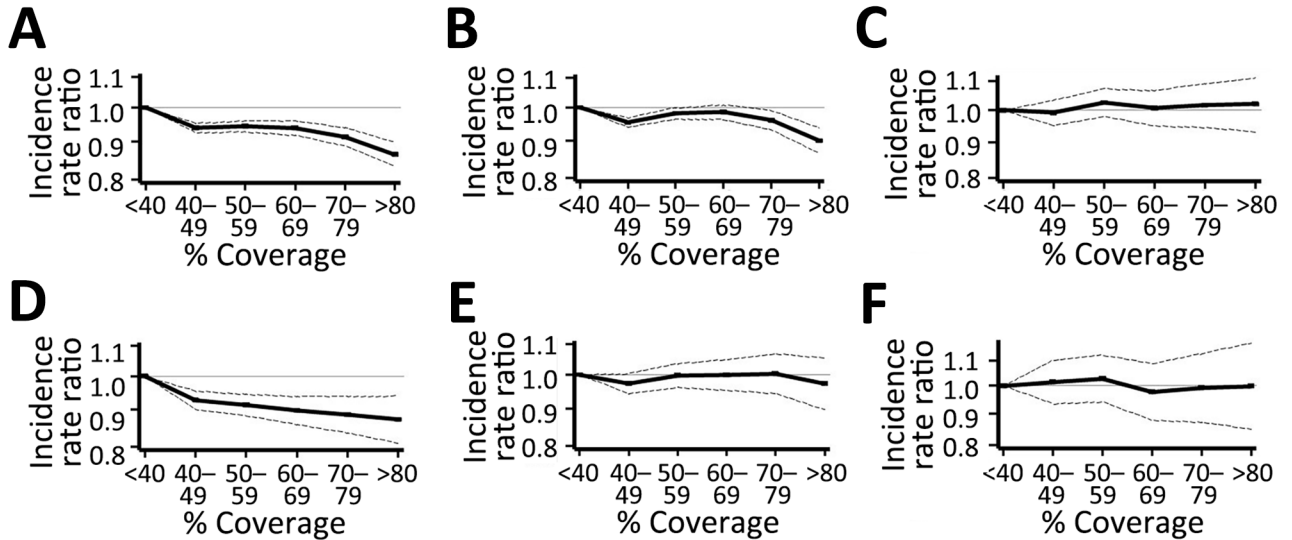 A
Incidence
rate ratio
1.1
1.0
0.9
0.8
<40 40– 50– 60– 70– >80
49 59 69 79
% Coverage
B
Incidence
rate ratio
1.1
1.0
0.9
0.8
<40 40– 50– 60– 70– >80
49 59 69 79
% Coverage
C
Incidence
rate ratio
1.1
1.0
0.9
0.8
<40 40– 50– 60– 70– >80
49 59 69 79
% Coverage
D
Incidence
rate ratio
1.1
1.0
0.9
0.8
<40 40– 50– 60– 70– >80
49 59 69 79
% Coverage
E
Incidence
rate ratio
1.1
1.0
0.9
0.8
<40 40– 50– 60– 70– >80
49 59 69 79
% Coverage
F
Incidence
rate ratio
1.1
1.0
0.9
0.8
<40 40– 50– 60– 70– >80
49 59 69 79
% Coverage